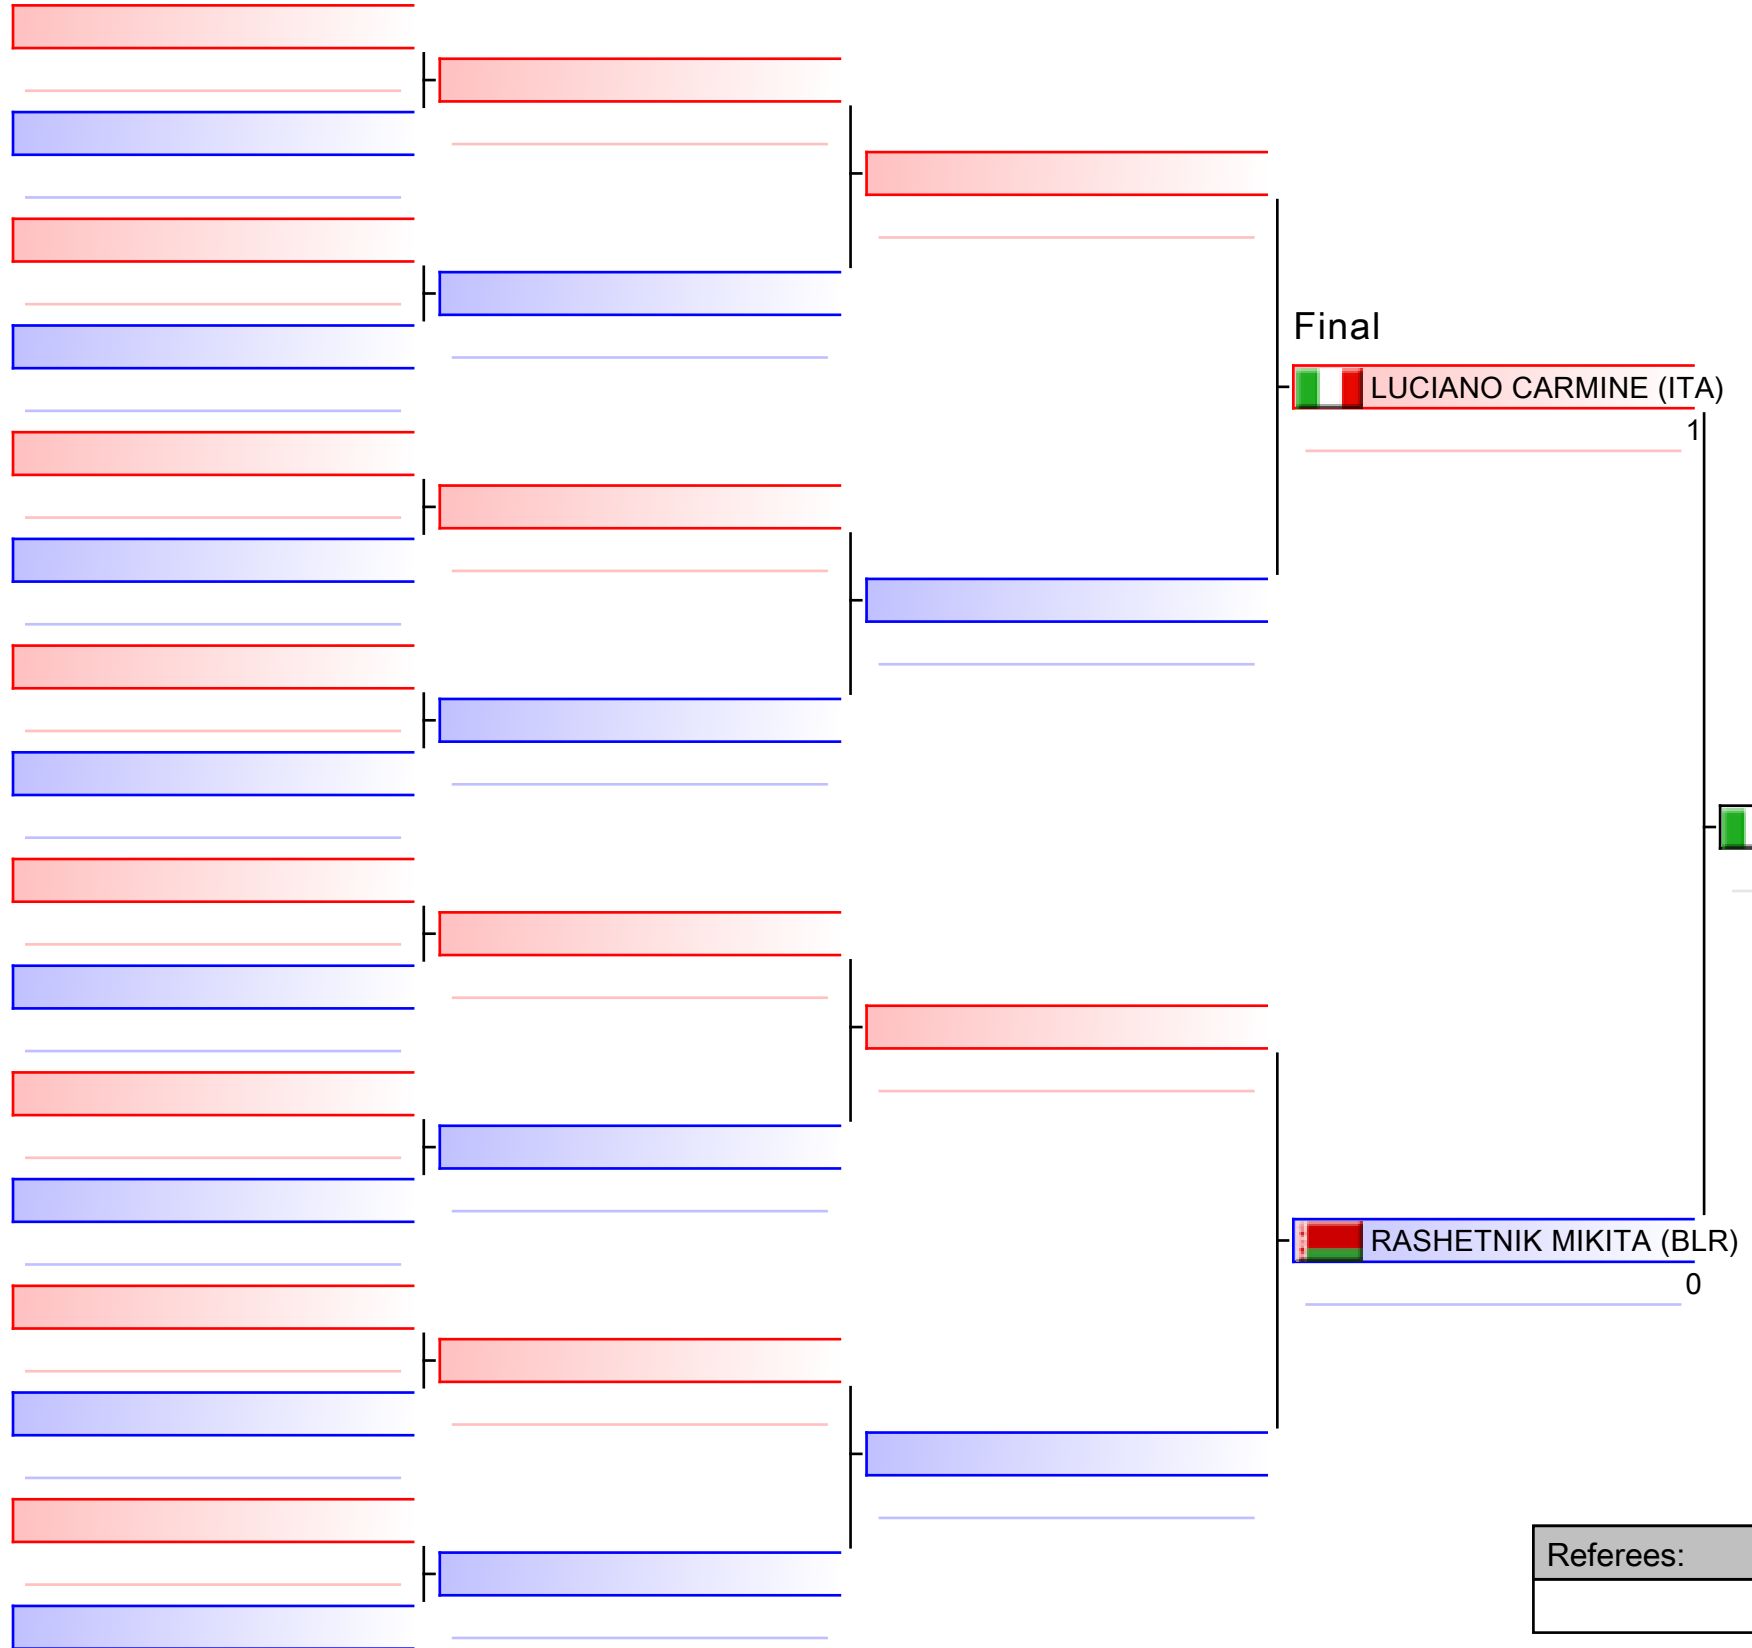 Final
LUCIANO CARMINE (ITA)
1
RASHETNIK MIKITA (BLR)
0
Referees: